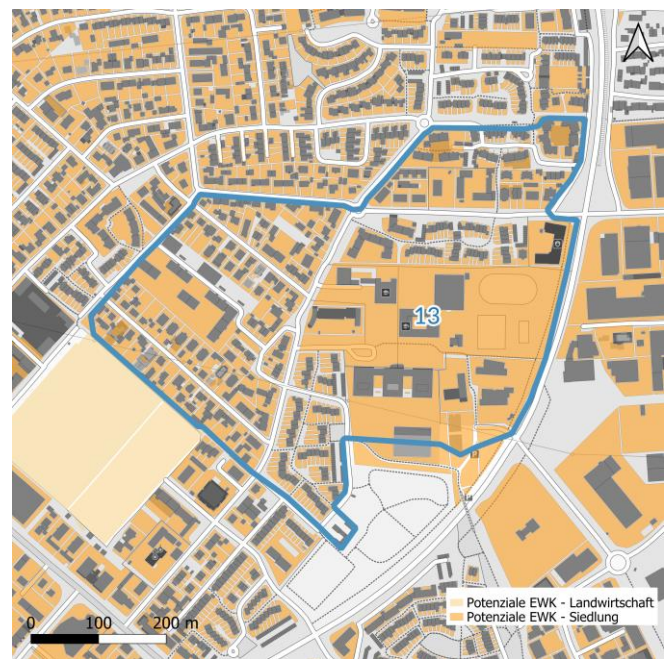 13
Potenziale EWK - Landwirtschaft
Potenziale EWK - Siedlung
0 100 200 m